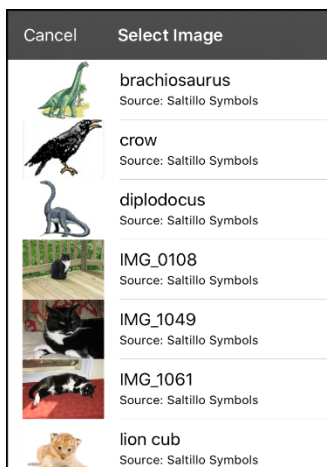 Cancel Select Image
brachiosaurus
Source: Saltillo Symbols
crow
Source: Saltillo Symbols
diplodocus
Source: Saltillo Symbols
IMG_0108
Source: Saltillo Symbols
IMG_1049
Source: Saltillo Symbols
IMG_1061
Source: Saltillo Symbols
lion cub
Source: Saltillo Symbols